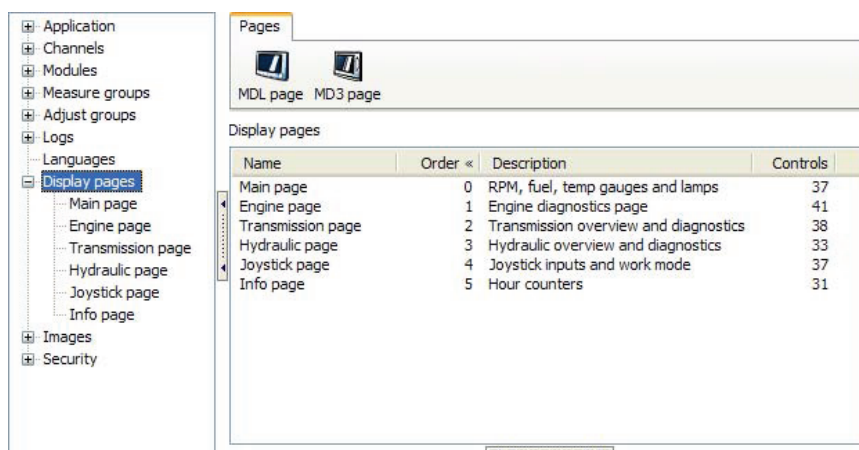 Application
Channels
Modules
Measure groups
Adjust groups
Logs
Languages
Display pages
Main page
Engine page
Transmission page
Hydraulic page
Joystick page
Info page
Images
Security
Pages
MDL page MD3 page
Display pages
Name Order « Description Controls
Main page 0 RPM, fuel, temp gauges and lamps 37
Engine page 1 Engine diagnostics page 41
Transmission page 2 Transmission overview and diagnostics 38
Hydraulic page 3 Hydraulic overview and diagnostics 33
Joystick page 4 Joystick inputs and work mode 37
Info page 5 Hour counters 31